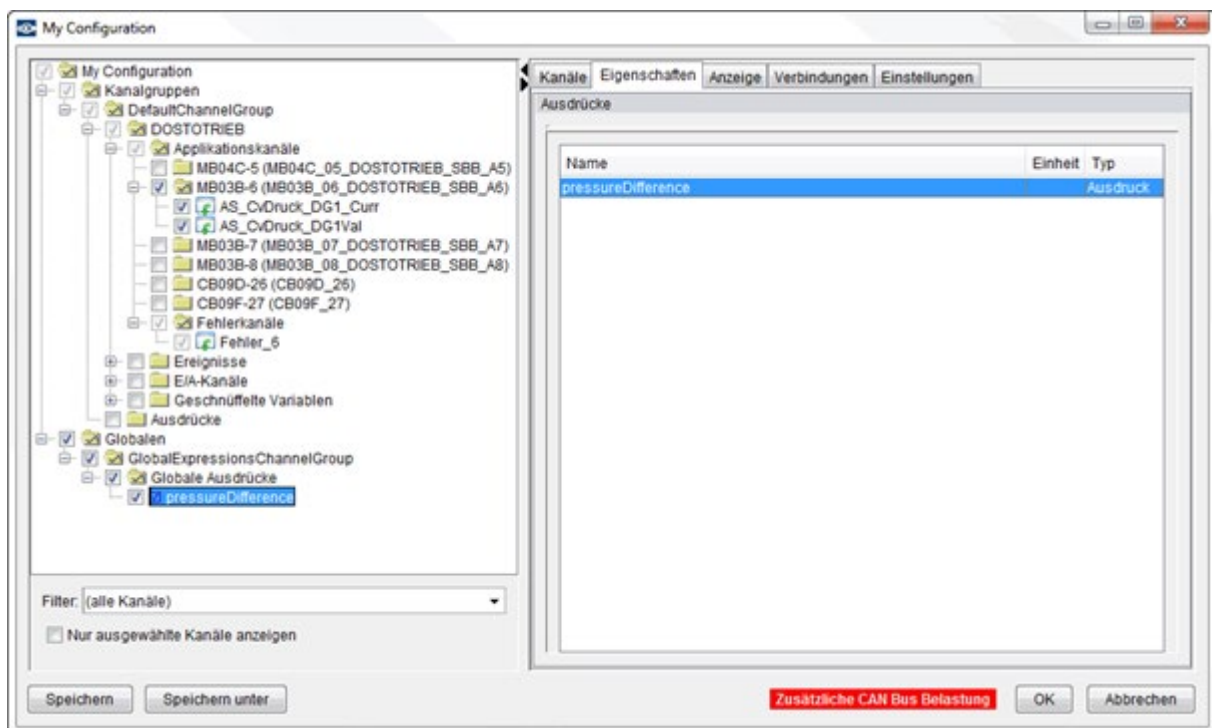 My Configuration
My Configuration
Kanalgruppen
DefaultChannelGroup
DOSTOTRIEB
Applikationskanäle
MB04C-5 (MB04C_05_DOSTOTRIEB_SBB_A5)
MB03B-6 (MB03B_06_DOSTOTRIEB_SBB_A6)
AS_CvDruck_DG1_Curr
AS_CvDruck_DG1Val
MB03B-7 (MB03B_07_DOSTOTRIEB_SBB_A7)
MB03B-8 (MB03B_08_DOSTOTRIEB_SBB_A8)
CB09D-26 (CB09D_26)
CB09F-27 (CB09F_27)
Fehlerkanäle
Fehler_6
Ereignisse
E/A-Kanäle
Geschnüffelte Variablen
Ausdrücke
Globalen
GlobalExpressionsChannelGroup
Globale Ausdrücke
pressureDifference
Filter: (alle Kanäle)
Nur ausgewählte Kanäle anzeigen
Kanäle Eigenschaften Anzeige Verbindungen Einstellungen
Ausdrücke
Name Einheit Typ
pressureDifference Ausdruck
Speichern Speichern unter Zusätzliche CAN Bus Belastung OK Abbrechen